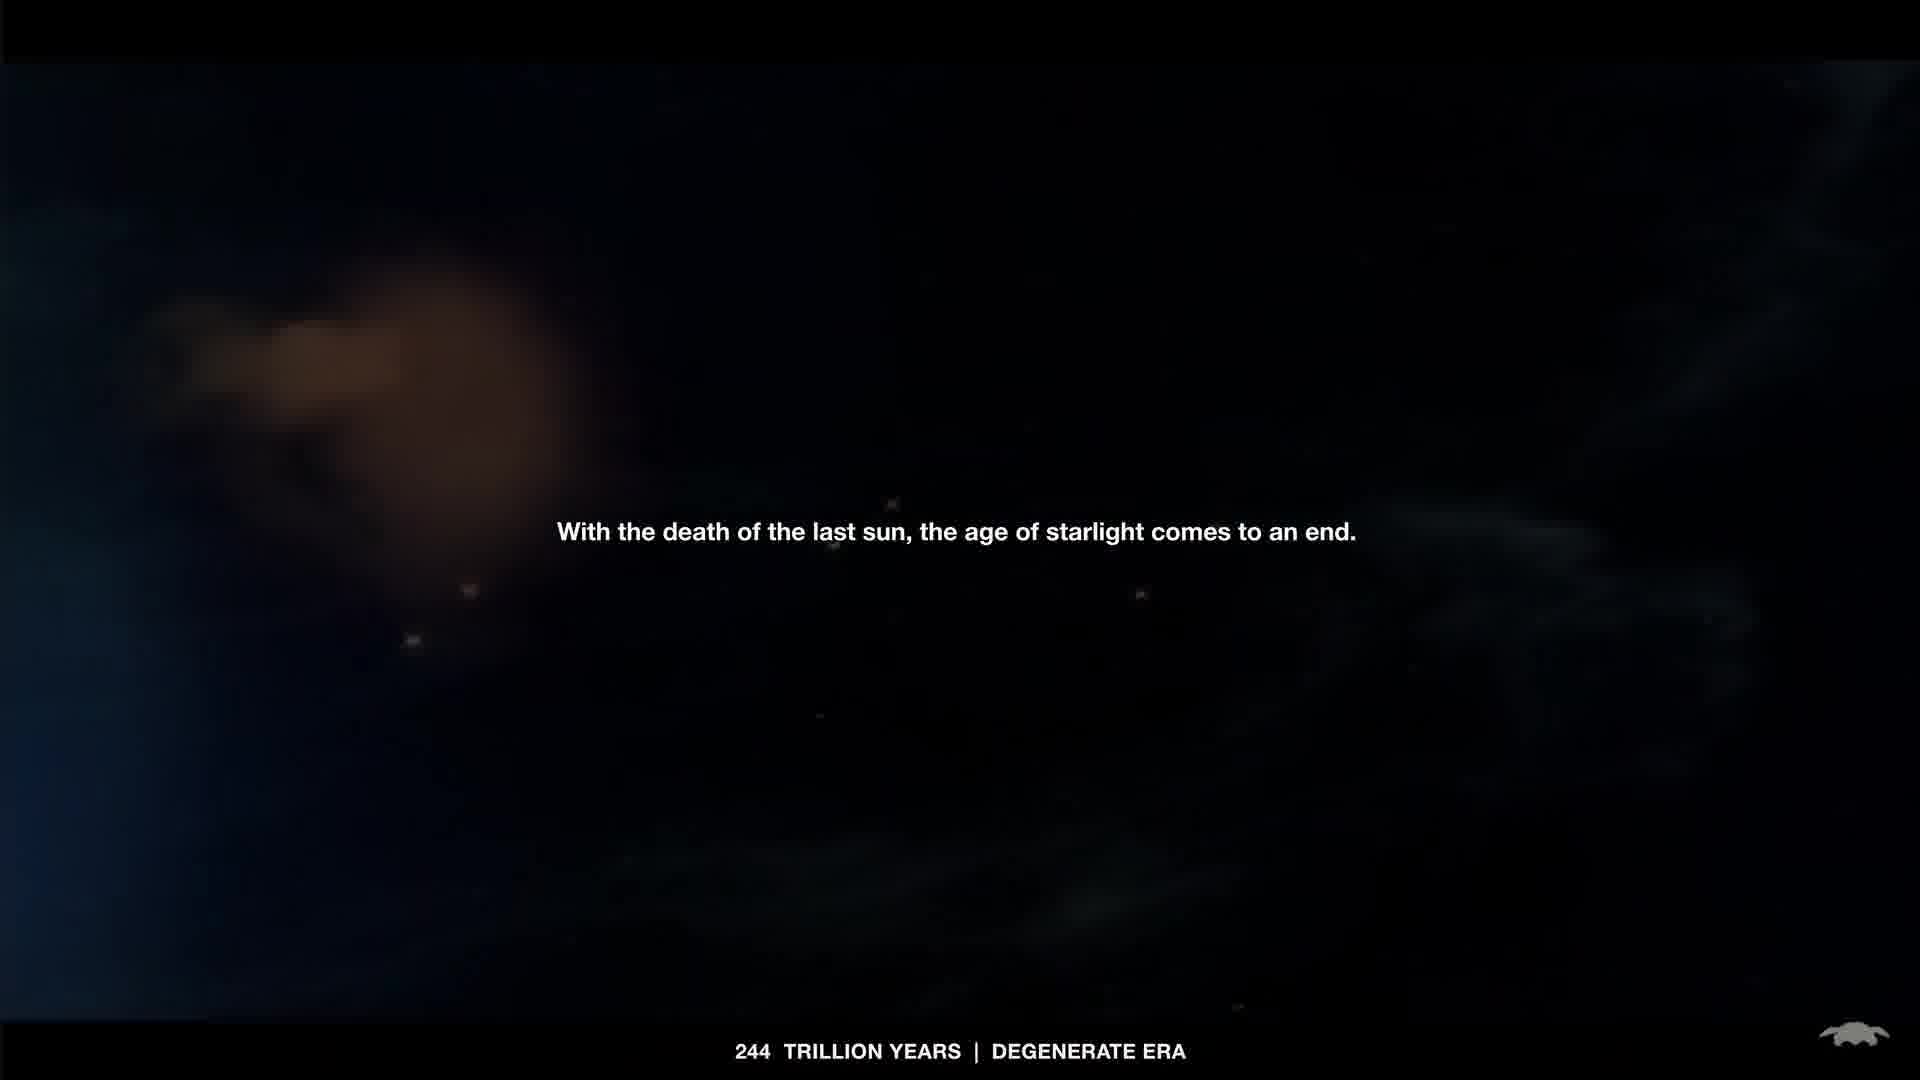 With the death of the last sun, the age of starlight comes to an end.
244 TRILLION YEARS | DEGENERATE ERA